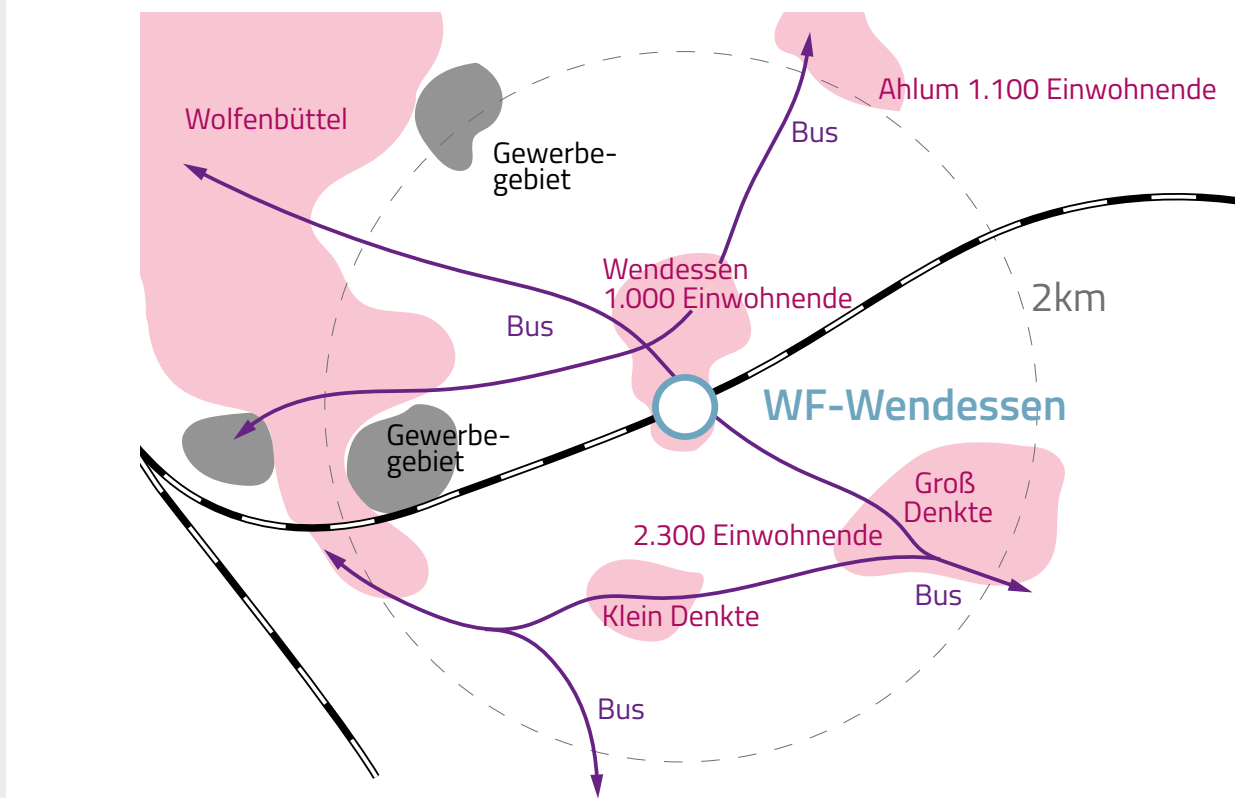 Ahlum 1.100 Einwohnende
Wolfenbüttel
Bus
Gewerbe-
gebiet
Wendessen
1.000 Einwohnende
2km
Bus
WF-Wendessen
Gewerbe-
gebiet
Groß
Denkte
2.300 Einwohnende
Bus
Klein Denkte
Bus